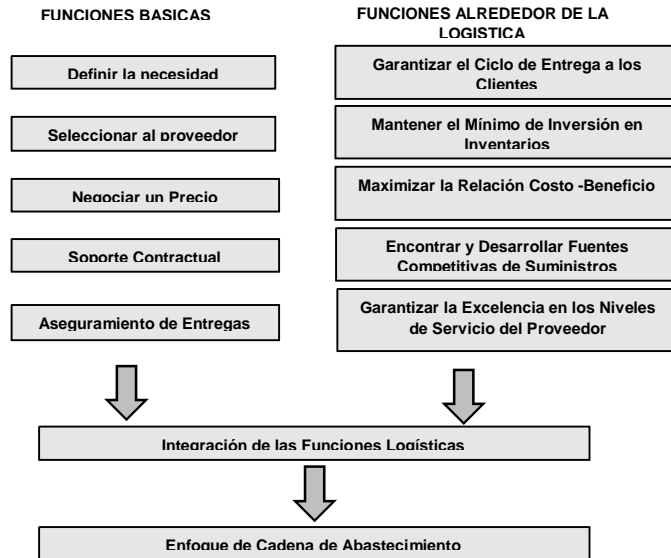 FUNCIONES BASICAS
Definir la necesidad
Seleccionar al proveedor
Negociar un Precio
Soporte Contractual
Aseguramiento de Entregas
FUNCIONES ALREDEDOR DE LA
LOGISTICA
Garantizar el Ciclo de Entrega a los
Clientes
Mantener el Mínimo de Inversión en
Inventarios
Maximizar la Relación Costo -Beneficio
Encontrar y Desarrollar Fuentes
Competitivas de Suministros
Garantizar la Excelencia en los Niveles
de Servicio del Proveedor
Integración de las Funciones Logísticas
Enfoque de Cadena de Abastecimiento